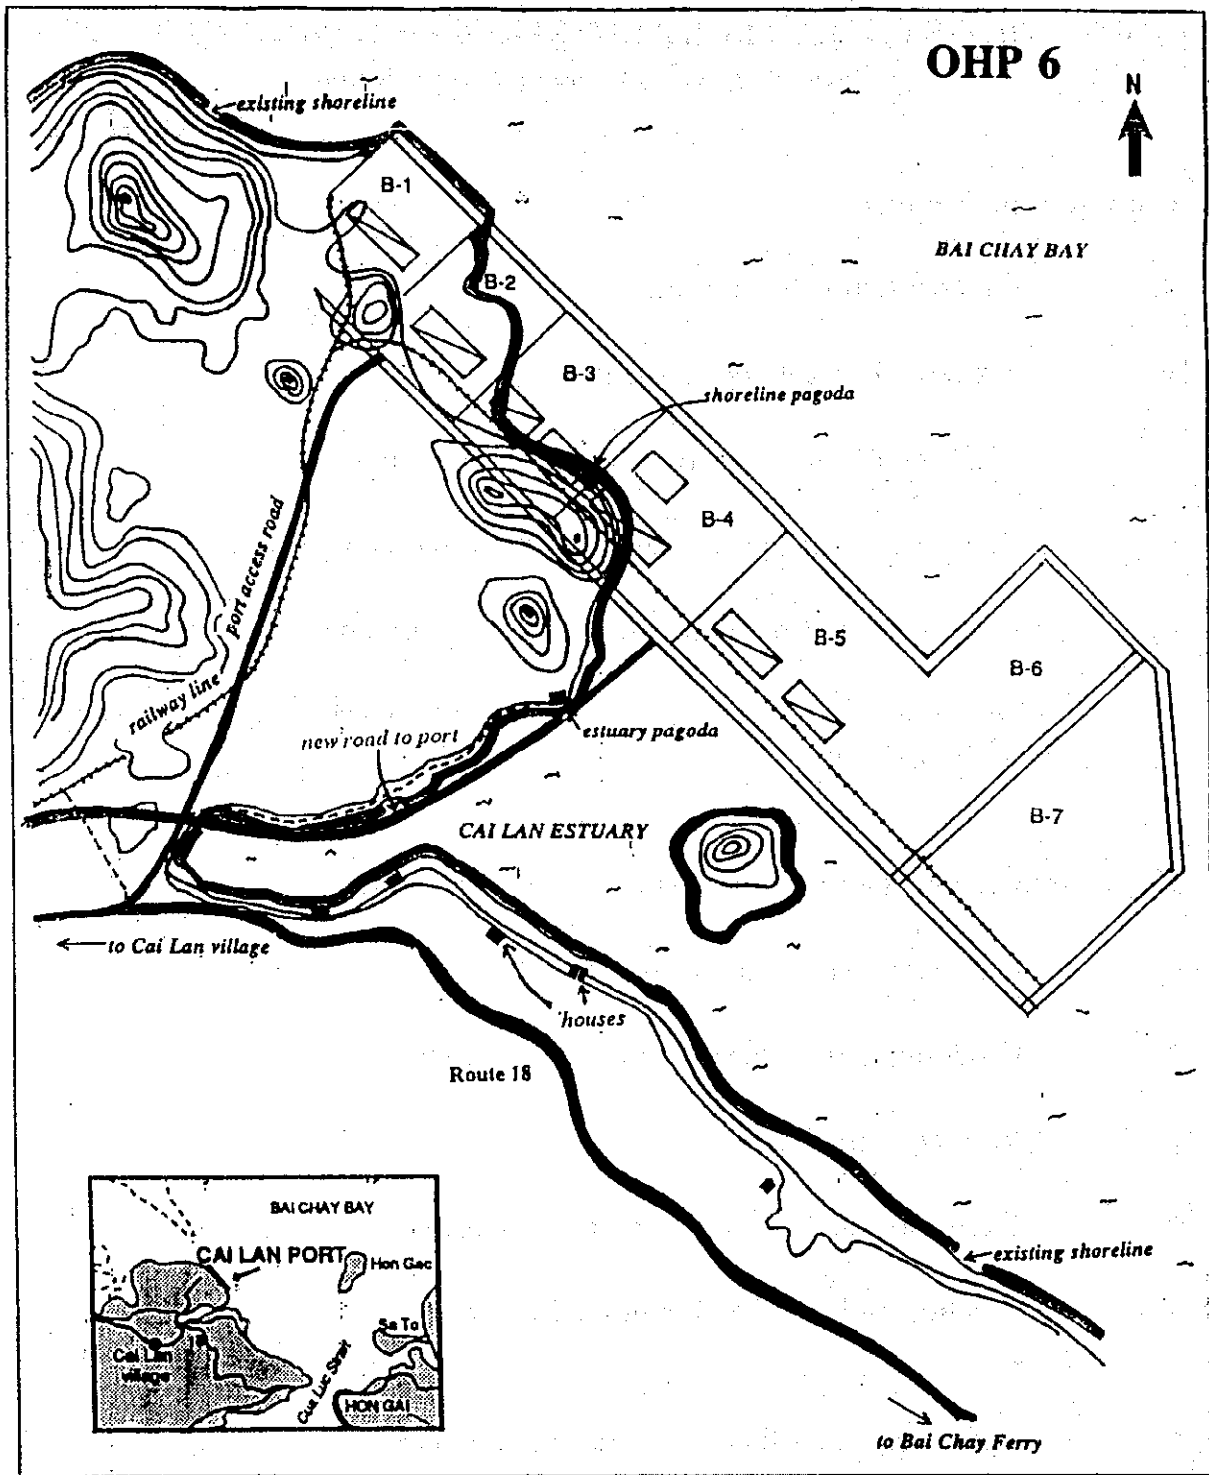 OHP 6
N
existing shoreline
B-1
BAI CHAY BAY
B-2
B-3
shoreline pagoda
B-4
port access road
B-5
B-6
railway line
new road to port
estuary pagoda
B-7
CAI LAN ESTUARY
to Cai Lan village
houses
Route 18
BAI CHAY BAY
CAI LAN PORT
Hon Gac
existing shoreline
Sa To
Cai Lan
village
Cua Luc Strait
HON GAI
to Bai Chay Ferry